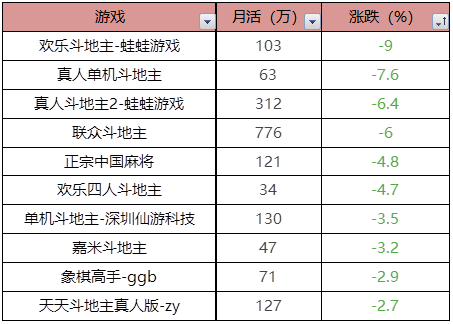 游戏 月活（万） 涨跌（%）
欢乐斗地主-蛙蛙游戏 103 -9
真人单机斗地主 63 -7.6
真人斗地主2-蛙蛙游戏 312 -6.4
联众斗地主 776 -6
正宗中国麻将 121 -4.8
欢乐四人斗地主 34 -4.7
单机斗地主-深圳仙游科技 130 -3.5
嘉米斗地主 47 -3.2
象棋高手-ggb 71 -2.9
天天斗地主真人版-zy 127 -2.7